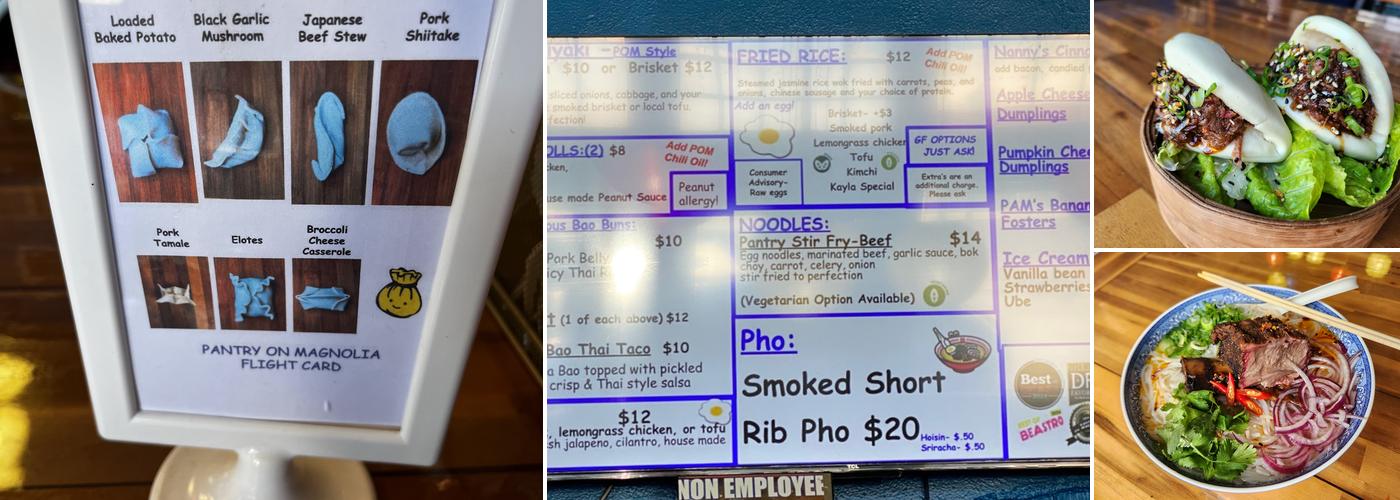 Loaded
Baked Potato
Black Garlic
Mushroom
Japanese
Beef Stew
Pork
Shiitake
Pork
Tamale
Elotes
Broccoli
Cheese
Casserole
PANTRY ON MAGNOLIA
FLIGHT CARD
yaki - POM Style
$10 or Brisket $12
sliced onions, cabbage, and your
smoked brisket or local tofu.
fection!
OLLS:(2) $8
Add POM
Chili Oil!
ken,
use made Peanut Sauce
Peanut
allergy!
ous Bao Buns:
$10
Pork Belly
icy Thai
(1 of each above) $12
Bao Thai Taco $10
a Bao topped with pickled
crisp & Thai style salsa
$12
, lemongrass chicken, or tofu
sh jalapeno, cilantro, house made
FRIED RICE: $12
Add POM
Chili Oil!
Steamed jasmine rice wok fried with carrots, peas, and
onions, chinese sausage and your choice of protein.
Add an egg!
Brisket- +$3
Smoked pork
Lemongrass chicken
Tofu
Kimchi
Kayla Special
Consumer
Advisory-
Raw eggs
GF OPTIONS
JUST ASK!
Extra's are an
additional charge.
Please ask
NOODLES:
Pantry Stir Fry-Beef $14
Egg noodles, marinated beef, garlic sauce, bok
choy, carrot, celery, onion
stir fried to perfection
(Vegetarian Option Available)
Pho:
Smoked Short
Rib Pho $20
Hoisin- $.50
Sriracha- $.50
Nanny's Cinn
add bacon, candied
Apple Cheese
Dumplings
Pumpkin Chee
Dumplings
PAM's Banan
Fosters
Ice Cream
Vanilla bean
Strawberries
Ube
Best
BEASTRO
NON EMPLOYEE